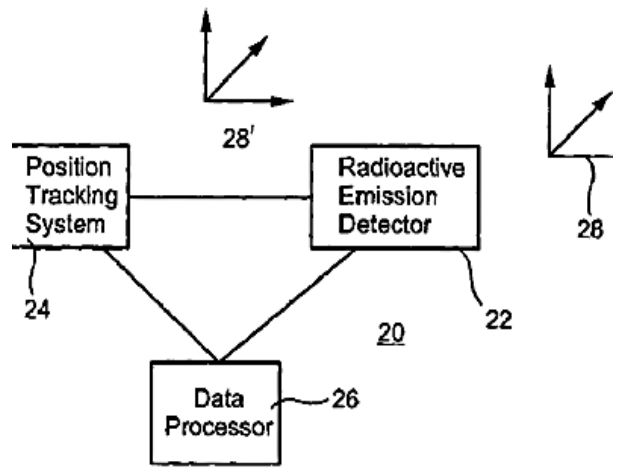 28'
Position
Tracking
System
Radioactive
Emission
Detector
28
24
22
20
Data
Processor
26